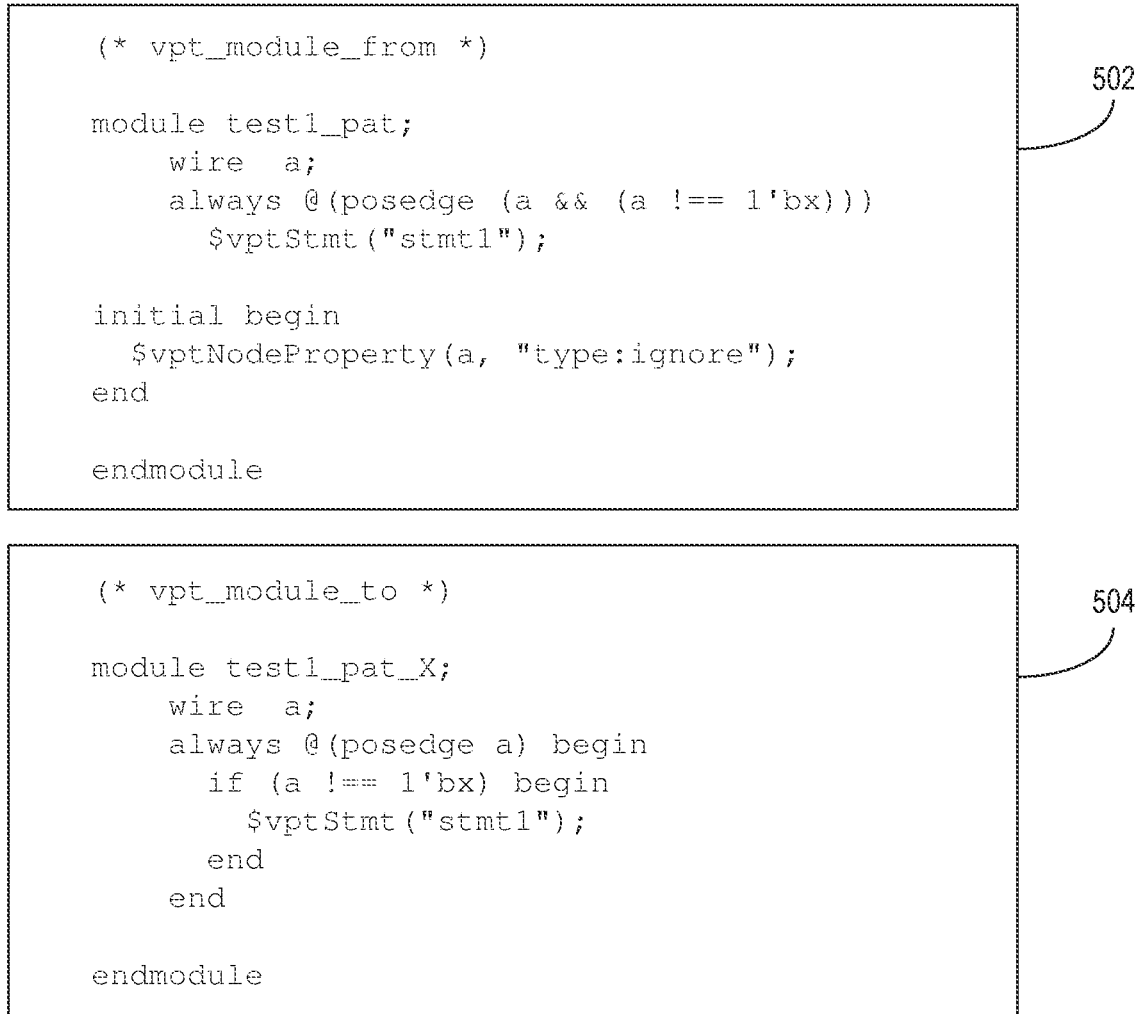 (* vpt_module_from *)
502
module test1_pat;
wire a;
always @(posedge (a && (a !== 1'bx)))
$vptStmt("stmt1");
initial begin
$vptNodeProperty(a, "type:ignore");
end
endmodule
(* vpt_module_to *)
504
module test1_pat_X;
wire a;
always @(posedge a) begin
if (a !== 1'bx) begin
$vptStmt("stmt1");
end
end
endmodule